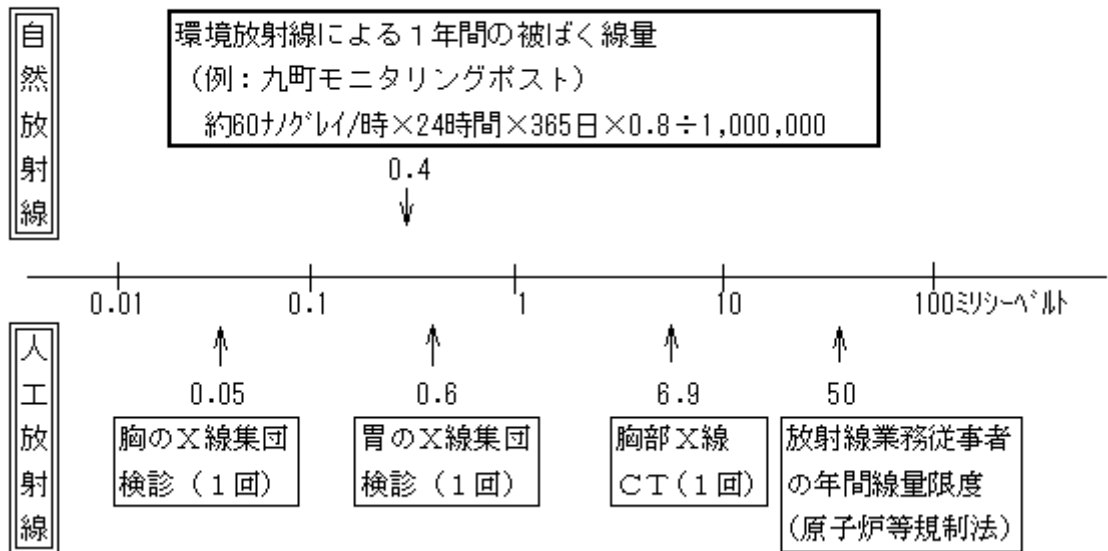 自然放射線
環境放射線による１年間の被ばく線量
（例：九町モニタリングポスト）
約60ﾅﾉｸﾞﾚｲ/時×24時間×365日×0.8÷1,000,000
0.4
0.01 0.1 1 10 100ﾐﾘｼｰﾍﾞﾙﾄ
人工放射線
0.05 0.6 6.9 50
胸のＸ線集団
検診（１回）
胃のＸ線集団
検診（１回）
胸部Ｘ線
ＣＴ（１回）
放射線業務従事者
の年間線量限度
（原子炉等規制法）